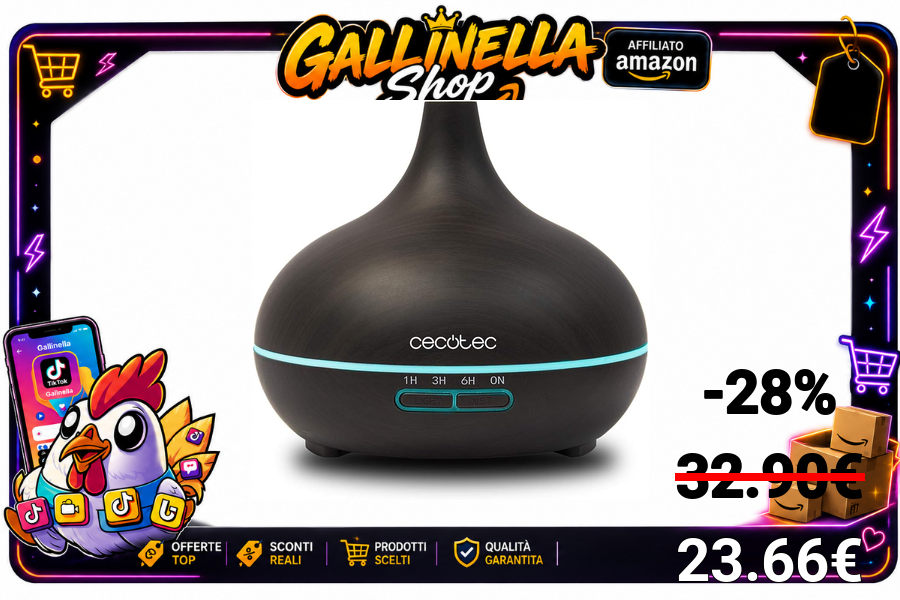 GALLINELLA
Shop
AFFILIATO
amazon
Gallinella
TikTok
Gallinella
cecotec
1H 3H 6H ON
-28%
32.90€
23.66€
OFFERTE
TOP
SCONTI
REALI
PRODOTTI
SCELTI
QUALITÀ
GARANTITA